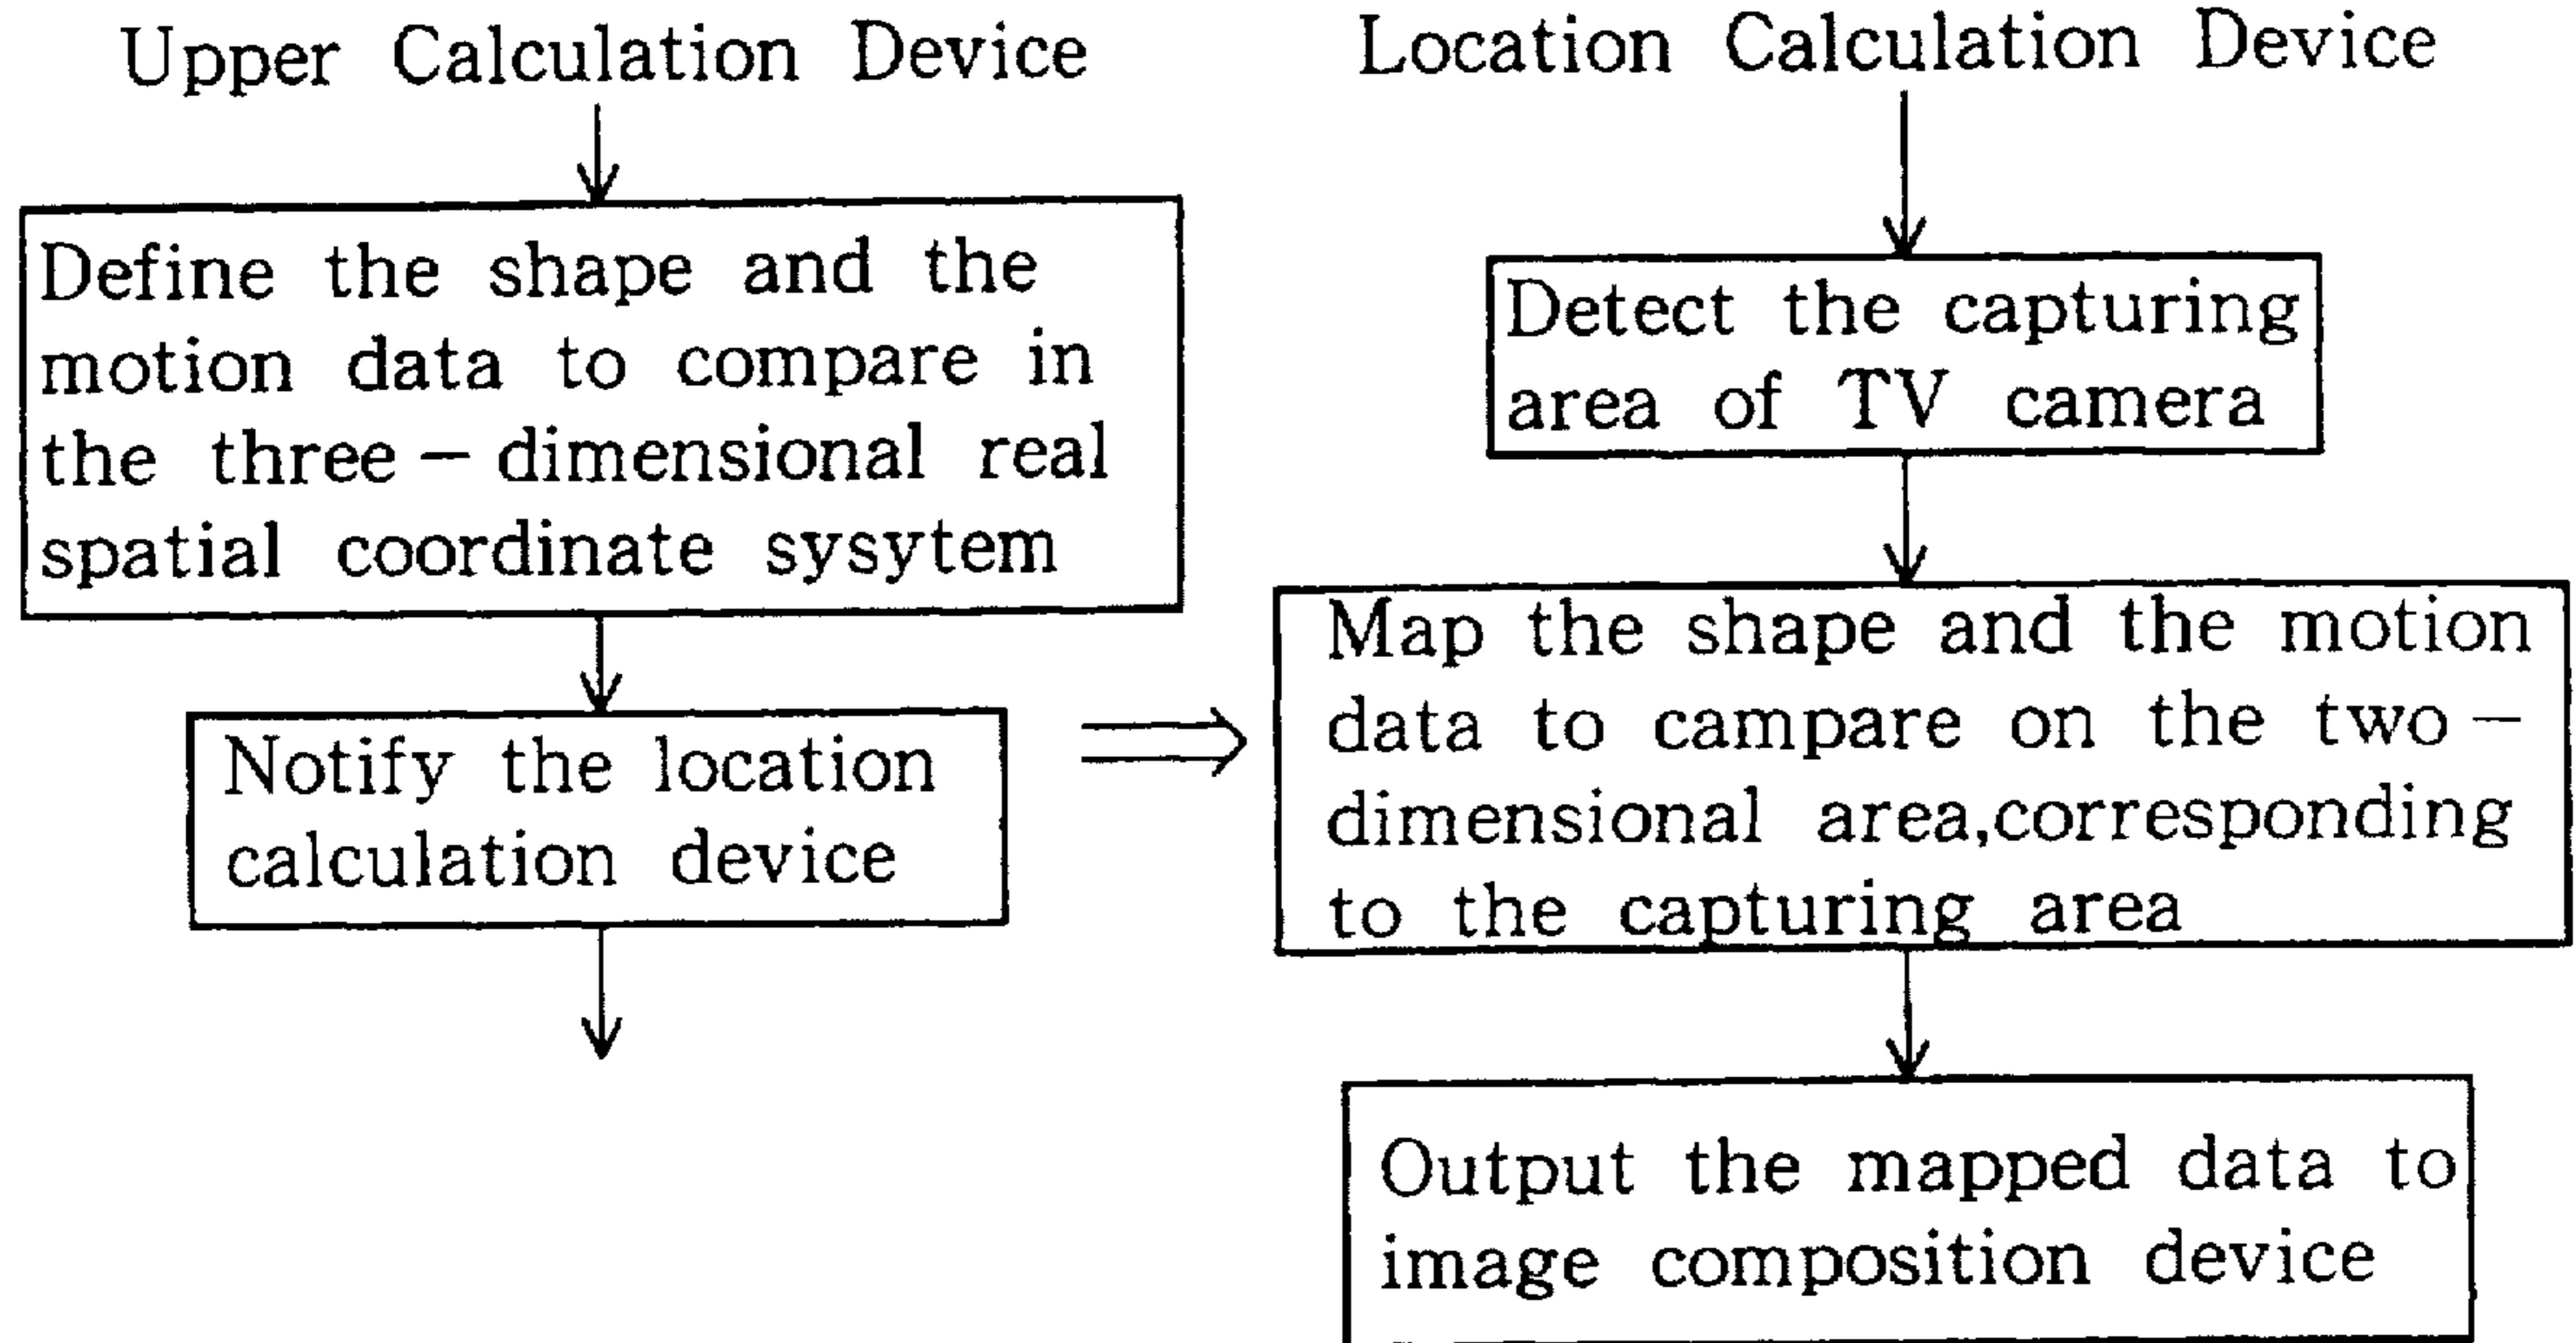 Upper Calculation Device
Define the shape and the
motion data to compare in
the three-dimensional real
spatial coordinate sysytem
Notify the location
calculation device
Location Calculation Device
Detect the capturing
area of TV camera
Map the shape and the motion
data to campare on the two-
dimensional area,corresponding
to the capturing area
Output the mapped data to
image composition device